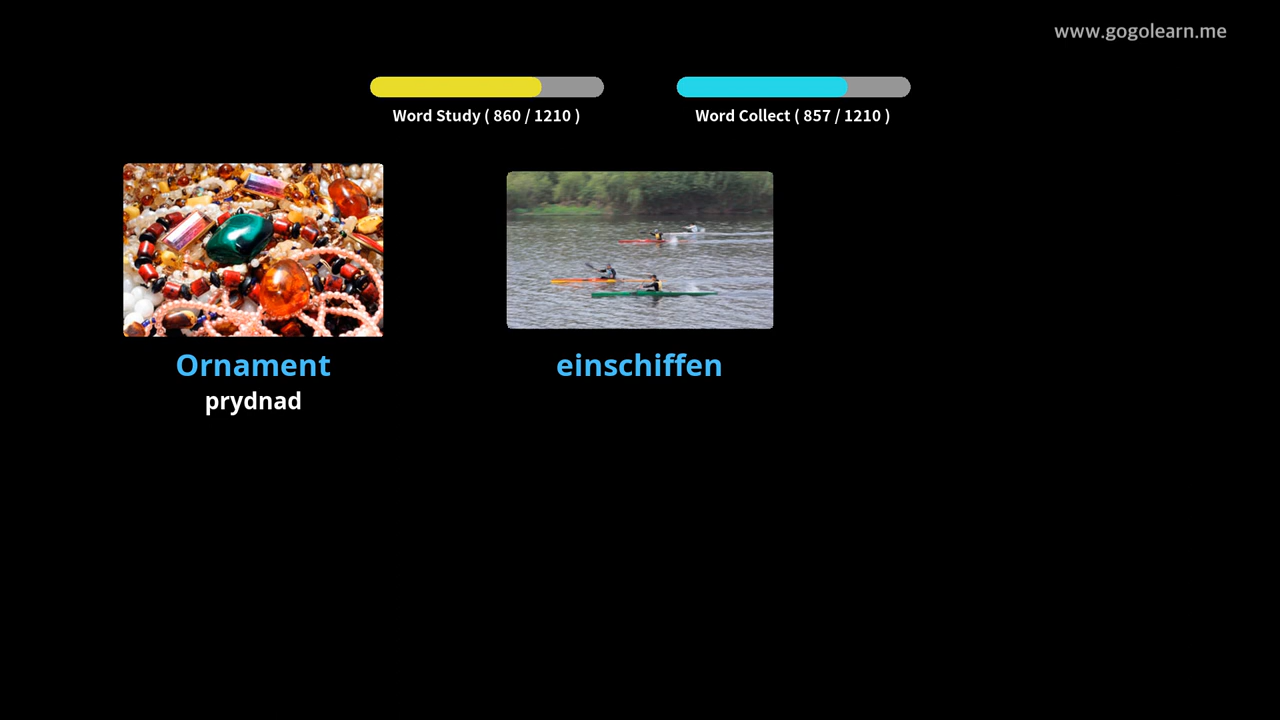 www.gogolearn.me
Word Study ( 860 / 1210 )
Word Collect ( 857 / 1210 )
Ornament
prydnad
einschiffen